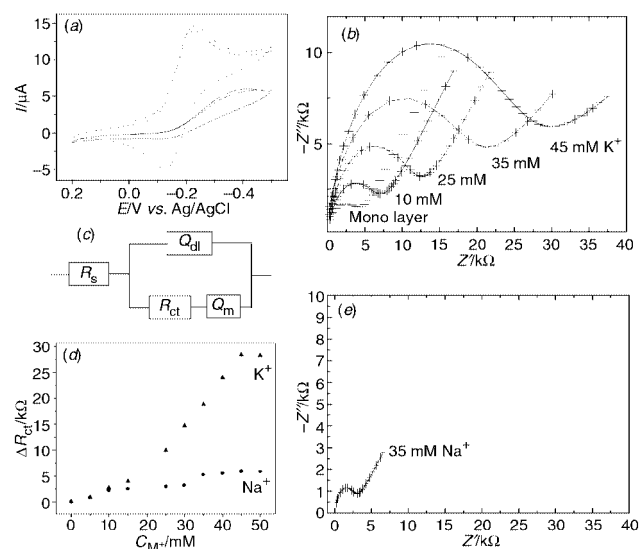 (a)
15
10
5
0
−5
I/μA
0.2
0.0
−0.2
−0.4
E/V vs. Ag/AgCl
(b)
10
5
−Z″/kΩ
45 mM K⁺
35 mM
25 mM
10 mM
Mono layer
0
5
10
15
20
25
30
35
40
Z′/kΩ
(c)
Rs
Qdl
Rct
Qm
(d)
30
25
20
15
10
5
0
ΔRct/kΩ
K⁺
Na⁺
0
10
20
30
40
50
CM⁺/mM
(e)
10
9
8
7
6
5
4
3
2
1
0
−Z″/kΩ
35 mM Na⁺
0
5
10
15
20
25
30
35
40
Z′/kΩ